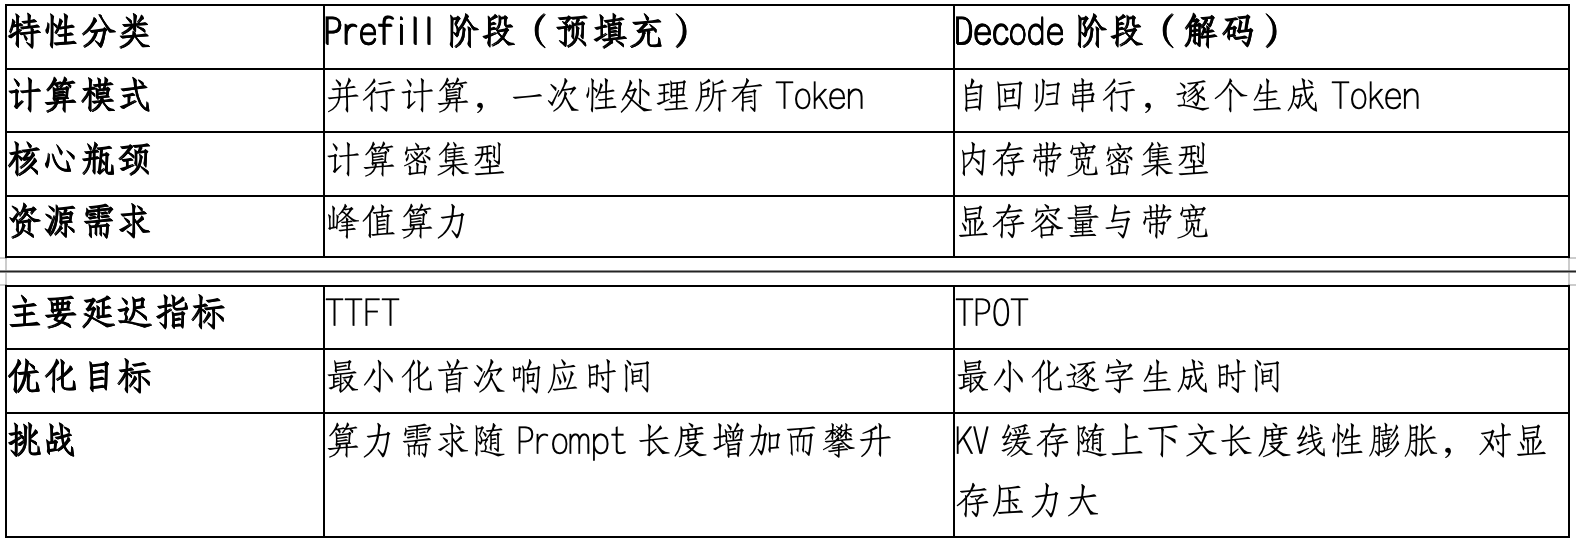 特性分类 Prefill 阶段（预填充） Decode 阶段（解码）
计算模式 并行计算，一次性处理所有 Token 自回归串行，逐个生成 Token
核心瓶颈 计算密集型 内存带宽密集型
资源需求 峰值算力 显存容量与带宽
主要延迟指标 TTFT TPOT
优化目标 最小化首次响应时间 最小化逐字生成时间
挑战 算力需求随 Prompt 长度增加而攀升 KV 缓存随上下文长度线性膨胀，对显
存压力大